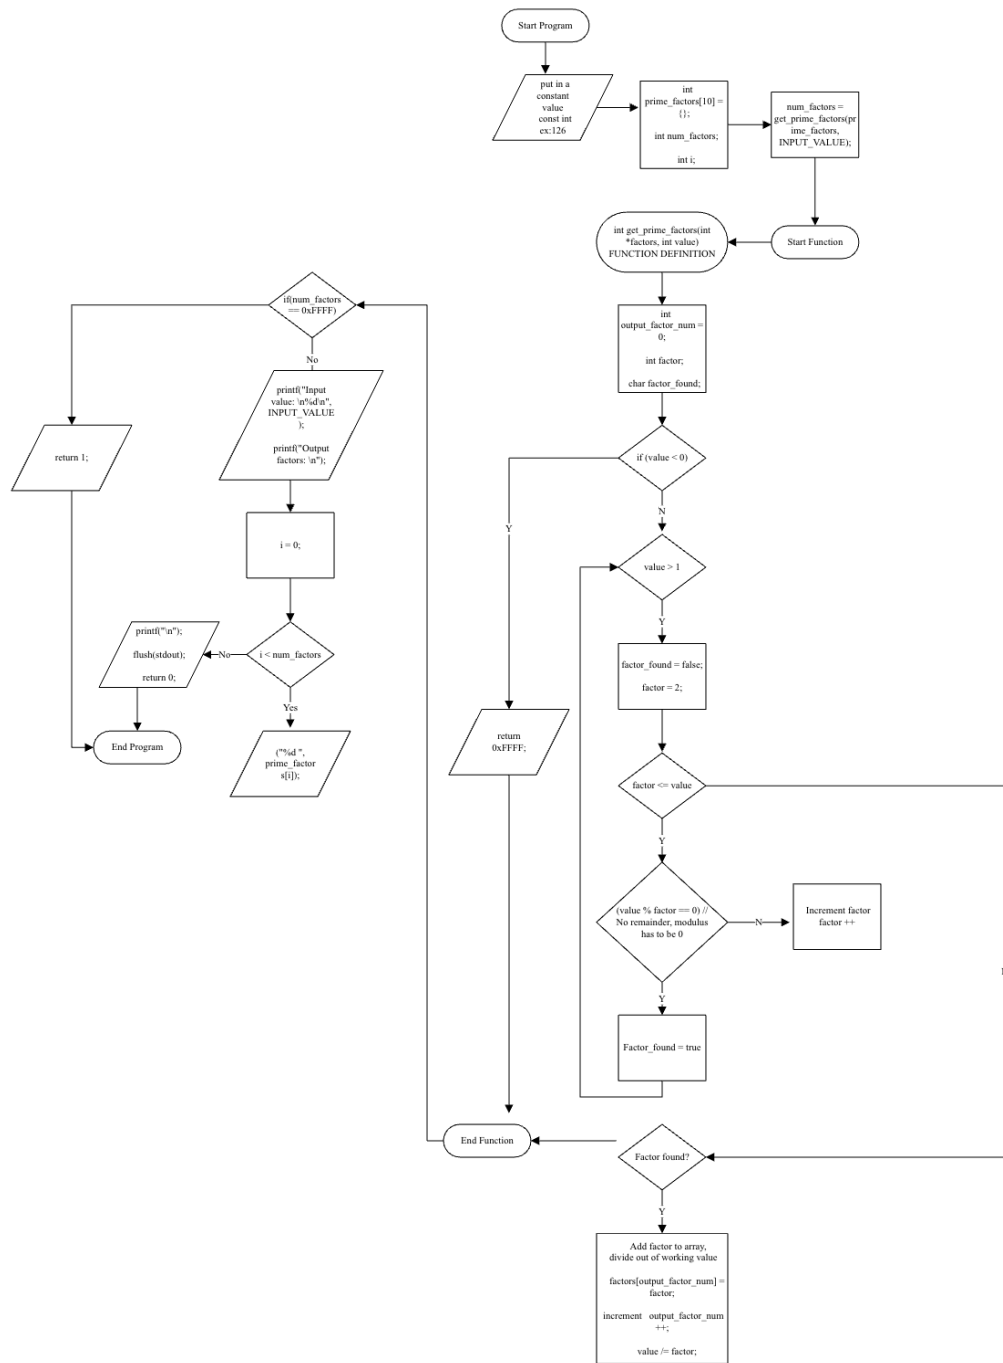 Start Program
put in a
constant
value
const int
ex:126
int
prime_factors[10] =
{};
int num_factors;
int i;
num_factors =
get_prime_factors(pr
ime_factors,
INPUT_VALUE);
int get_prime_factors(int
*factors, int value)
FUNCTION DEFINITION
Start Function
if(num_factors
== 0xFFFF)
No
int
output_factor_num =
0;
int factor;
char factor_found;
printf("Input
value: \n%d\n",
INPUT_VALUE
);
printf("Output
factors: \n");
return 1;
if (value < 0)
Y
N
i = 0;
value > 1
Y
printf("\n");
flush(stdout);
return 0;
No
i < num_factors
Yes
factor_found = false;
factor = 2;
End Program
("%d ",
prime_factor
s[i]);
return
0xFFFF;
factor <= value
Y
(value % factor == 0) //
No remainder, modulus
has to be 0
N
Increment factor
factor ++
Y
Factor_found = true
End Function
Factor found?
Y
Add factor to array,
divide out of working value
factors[output_factor_num] =
factor;
increment output_factor_num
++;
value /= factor;